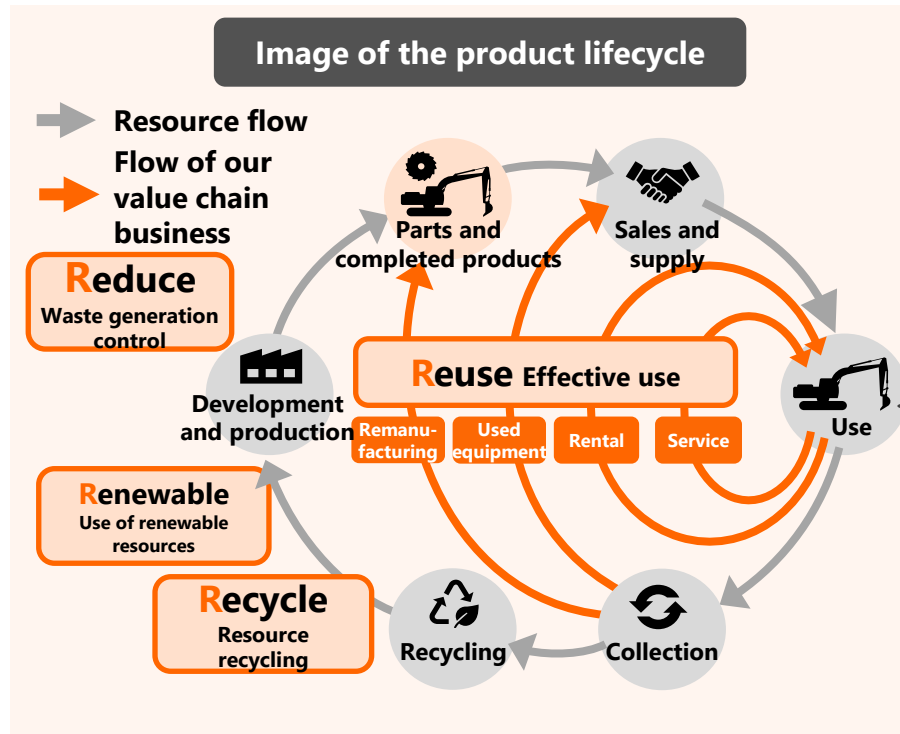 Image of the product lifecycle
Resource flow
Flow of our
value chain
business
Reduce
Waste generation
control
Parts and
completed products
Sales and
supply
Reuse Effective use
Development
and production
Remanu-
facturing
Used
equipment
Rental
Service
Use
Renewable
Use of renewable
resources
Recycle
Resource
recycling
Recycling
Collection